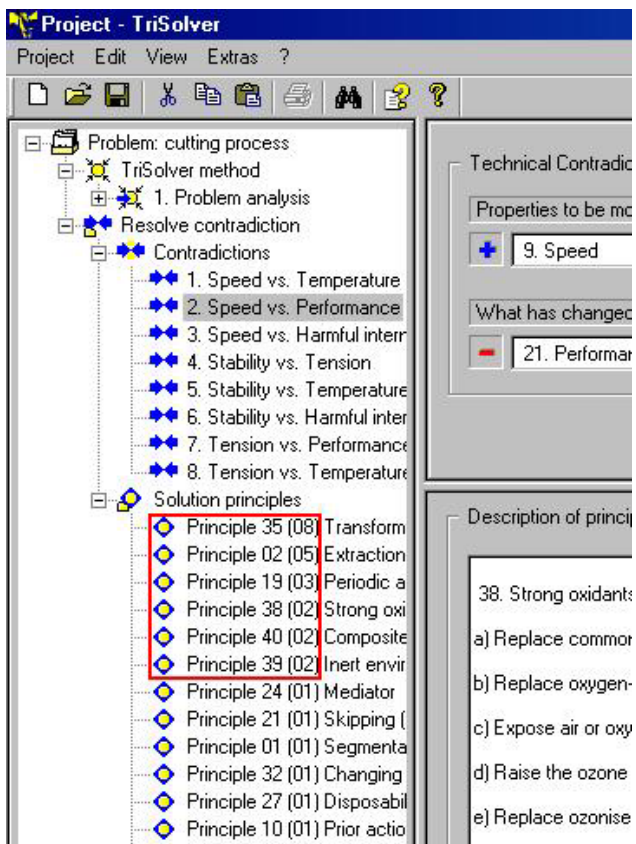 Project - TriSolver
Project Edit View Extras ?
Problem: cutting process
TriSolver method
1. Problem analysis
Resolve contradiction
Contradictions
1. Speed vs. Temperature
2. Speed vs. Performance
3. Speed vs. Harmful intern
4. Stability vs. Tension
5. Stability vs. Temperature
6. Stability vs. Harmful inter
7. Tension vs. Performance
8. Tension vs. Temperature
Solution principles
Principle 35 (08) Transform
Principle 02 (05) Extraction
Principle 19 (03) Periodic a
Principle 38 (02) Strong oxi
Principle 40 (02) Composite
Principle 39 (02) Inert envir
Principle 24 (01) Mediator
Principle 21 (01) Skipping (
Principle 01 (01) Segmenta
Principle 32 (01) Changing
Principle 27 (01) Disposabil
Principle 10 (01) Prior actio
Technical Contradic
Properties to be mo
9. Speed
What has changed
21. Performan
Description of princip
38. Strong oxidants
a) Replace common
b) Replace oxygen-
c) Expose air or oxy
d) Raise the ozone
e) Replace ozonise